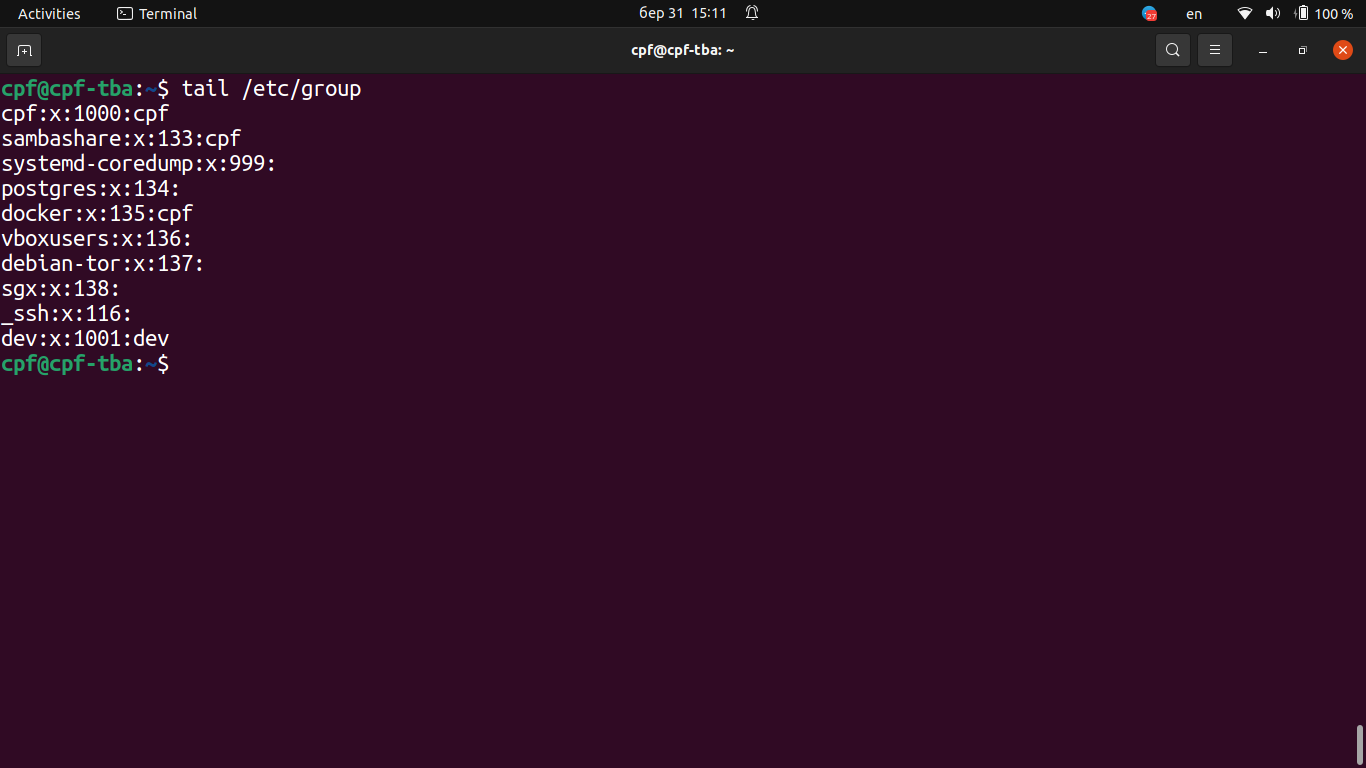 Activities Terminal бер 31 15:11 27 en 100 %
cpf@cpf-tba: ~
cpf@cpf-tba:~$ tail /etc/group
cpf:x:1000:cpf
sambashare:x:133:cpf
systemd-coredump:x:999:
postgres:x:134:
docker:x:135:cpf
vboxusers:x:136:
debian-tor:x:137:
sgx:x:138:
_ssh:x:116:
dev:x:1001:dev
cpf@cpf-tba:~$